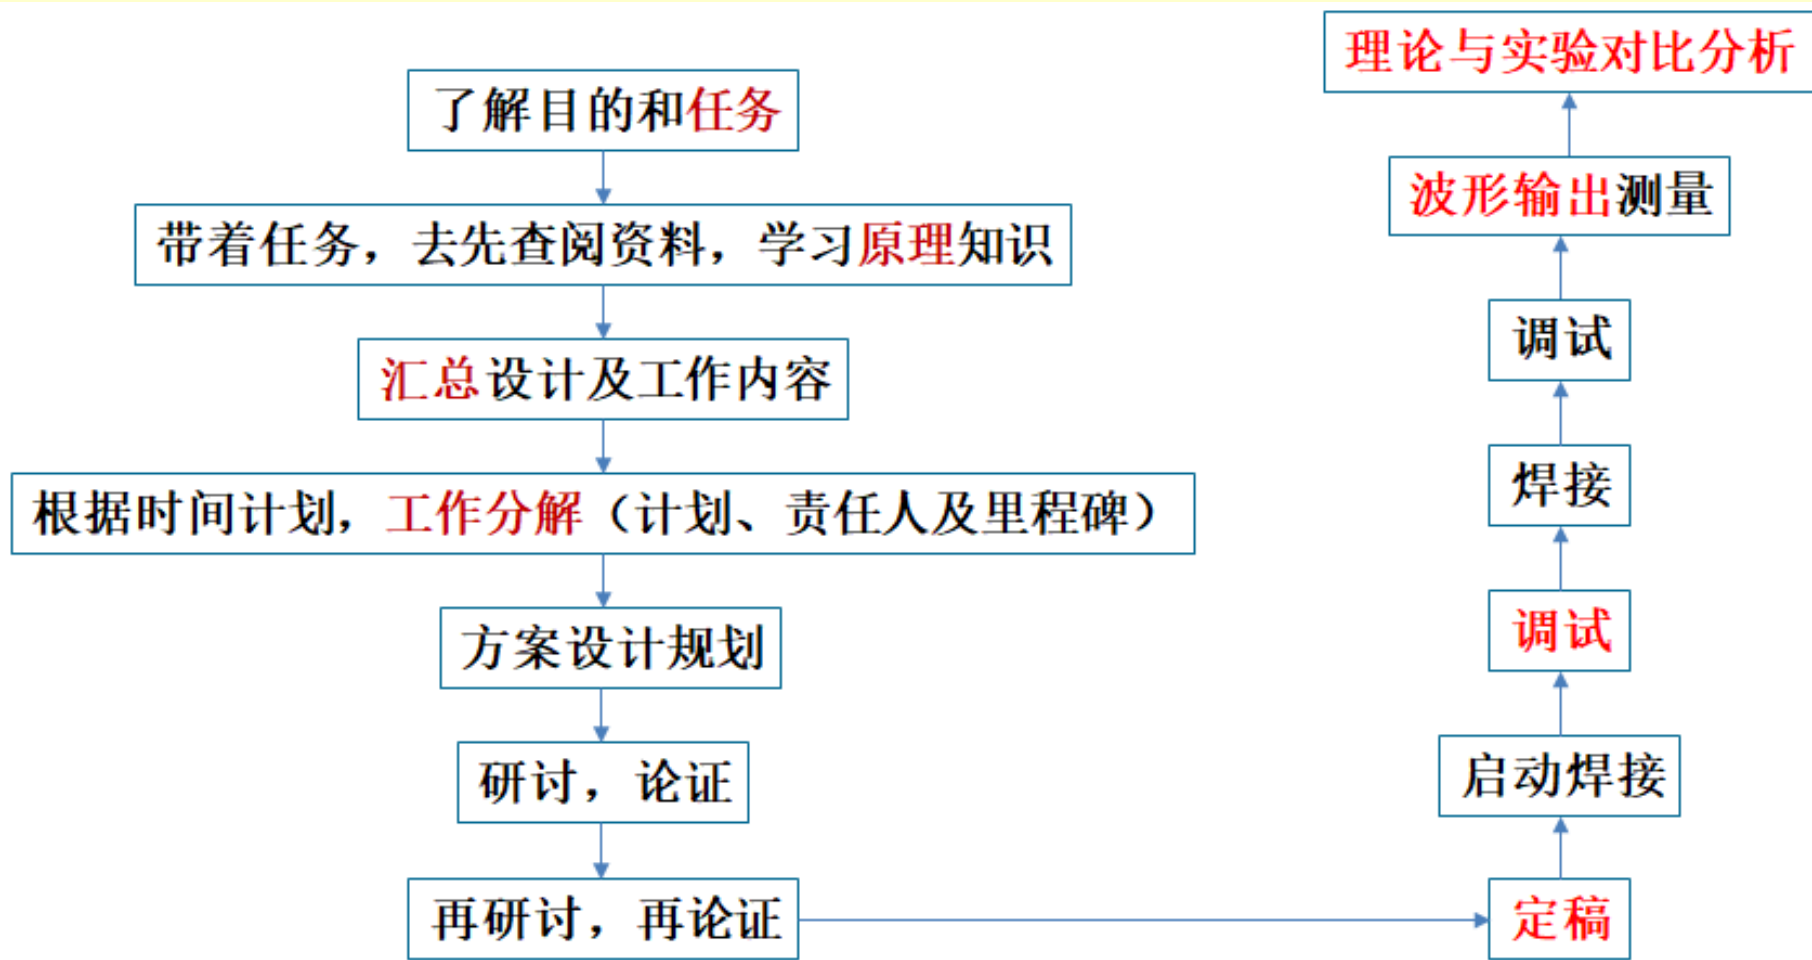 了解目的和任务
带着任务，去先查阅资料，学习原理知识
汇总设计及工作内容
根据时间计划，工作分解（计划、责任人及里程碑）
方案设计规划
研讨，论证
再研讨，再论证
定稿
启动焊接
调试
焊接
调试
波形输出测量
理论与实验对比分析